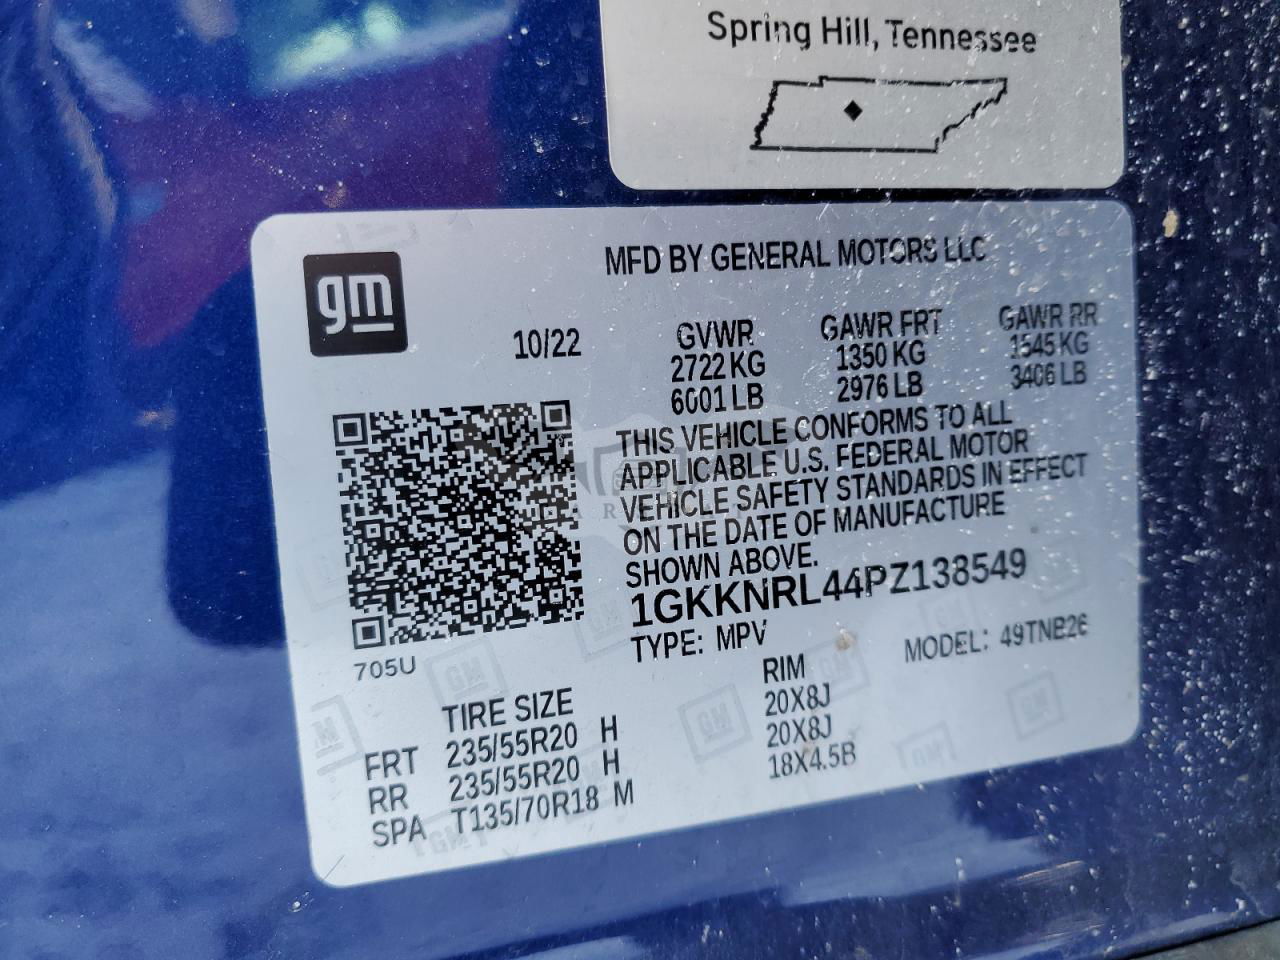 Spring Hill, Tennessee
gm
MFD BY GENERAL MOTORS LLC
10/22
GVWR GAWR FRT GAWR RR
2722 KG 1350 KG 1545 KG
6001 LB 2976 LB 3406 LB
THIS VEHICLE CONFORMS TO ALL
APPLICABLE U.S. FEDERAL MOTOR
VEHICLE SAFETY STANDARDS IN EFFECT
ON THE DATE OF MANUFACTURE
SHOWN ABOVE.
1GKKNRL44PZ138549
TYPE: MPV MODEL: 49TNB26
705U
TIRE SIZE RIM
FRT 235/55R20 H 20X8J
RR 235/55R20 H 20X8J
SPA T135/70R18 M 18X4.5B